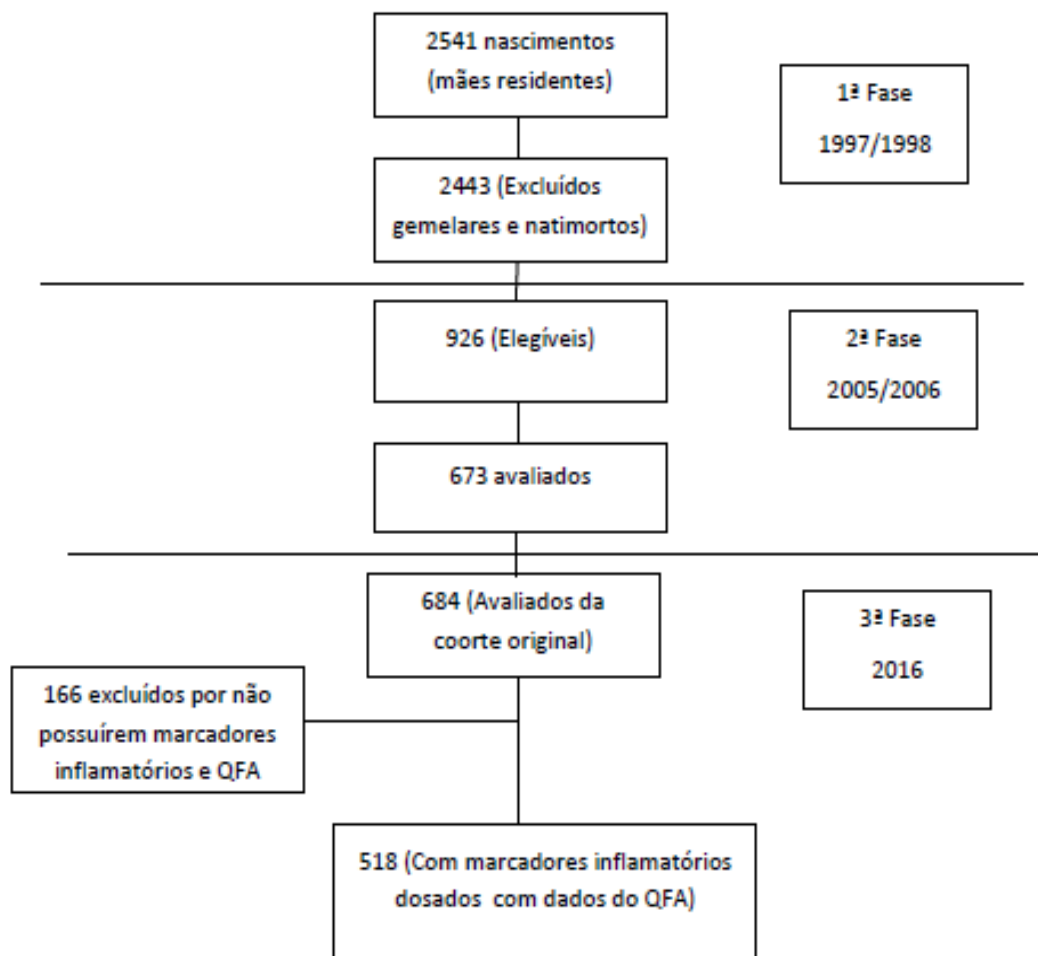 2541 nascimentos
(mães residentes)
1ª Fase
1997/1998
2443 (Excluídos
gemelares e natimortos)
926 (Elegíveis)
2ª Fase
2005/2006
673 avaliados
684 (Avaliados da
coorte original)
3ª Fase
2016
166 excluídos por não
possuírem marcadores
inflamatórios e QFA
518 (Com marcadores inflamatórios
dosados com dados do QFA)